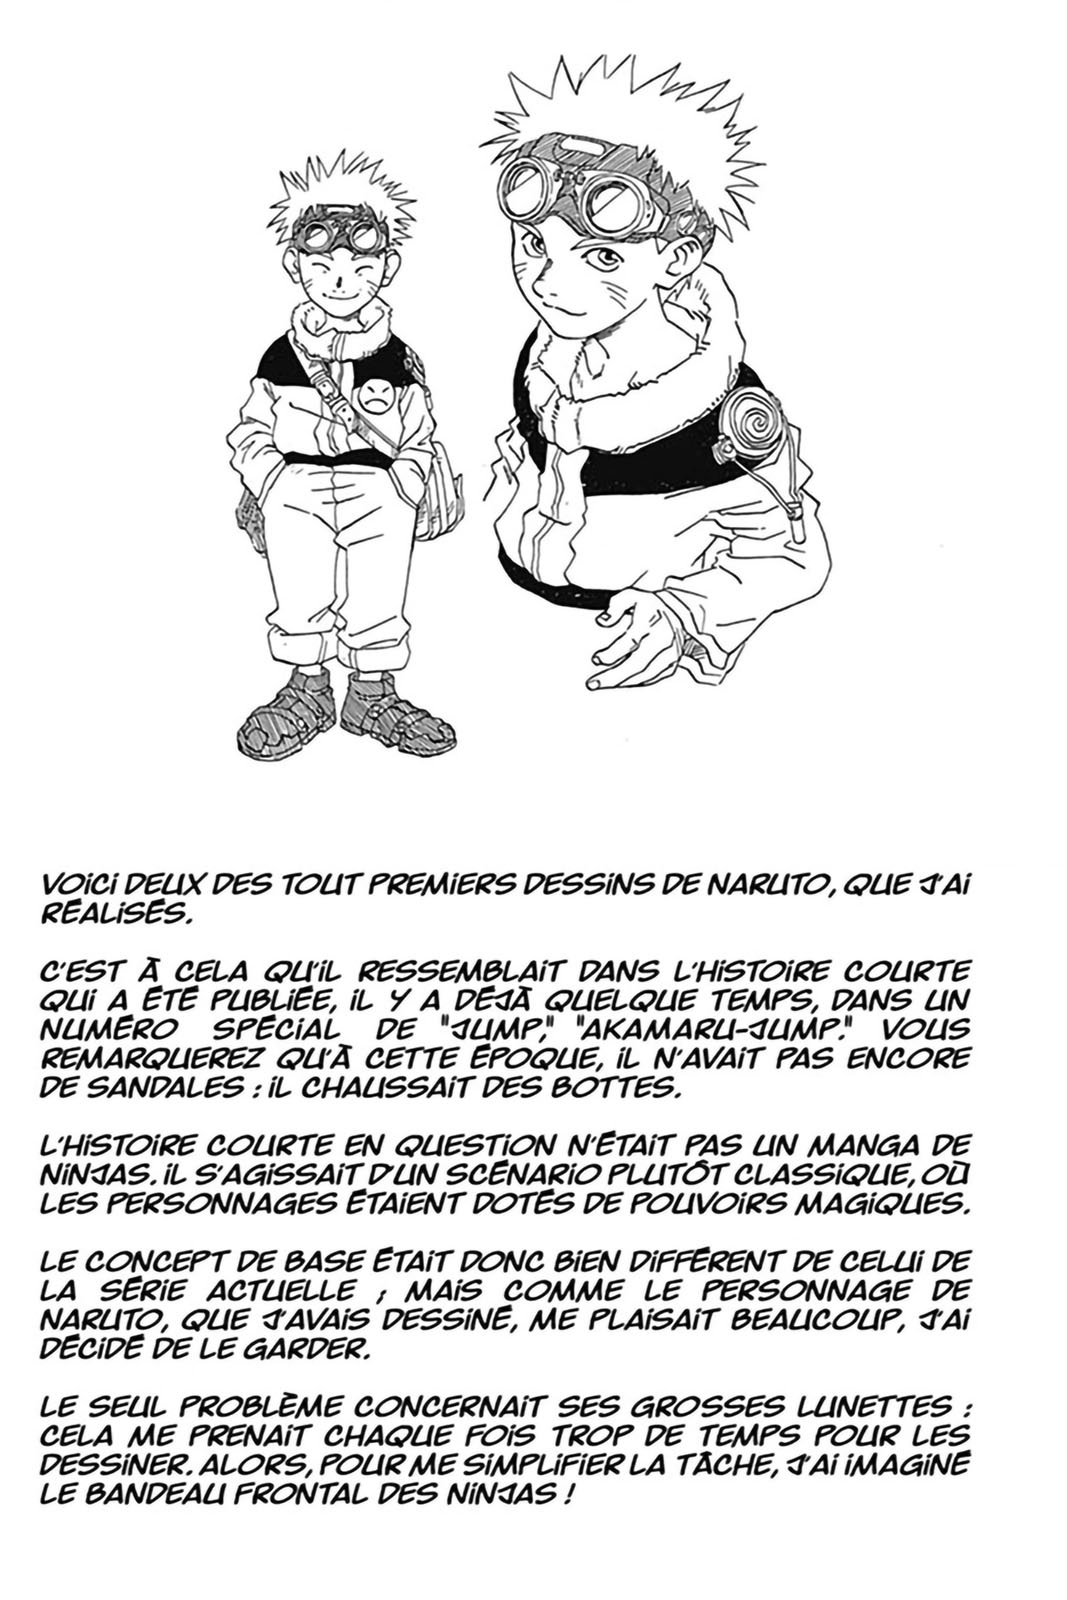 VOICI DEUX DES TOUT PREMIERS DESSINS DE NARUTO, QUE J'AI
RÉALISÉS.
C'EST À CELA QU'IL RESSEMBLAIT DANS L'HISTOIRE COURTE
QUI A ÉTÉ PUBLIÉE, IL Y A DÉJÀ QUELQUE TEMPS, DANS UN
NUMÉRO SPÉCIAL DE "JUMP," "AKAMARU-JUMP." VOUS
REMARQUEREZ QU'À CETTE ÉPOQUE, IL N'AVAIT PAS ENCORE
DE SANDALES : IL CHAUSSAIT DES BOTTES.
L'HISTOIRE COURTE EN QUESTION N'ÉTAIT PAS UN MANGA DE
NINJAS. IL S'AGISSAIT D'UN SCÉNARIO PLUTÔT CLASSIQUE, OÙ
LES PERSONNAGES ÉTAIENT DOTÉS DE POUVOIRS MAGIQUES.
LE CONCEPT DE BASE ÉTAIT DONC BIEN DIFFÉRENT DE CELUI DE
LA SÉRIE ACTUELLE ; MAIS COMME LE PERSONNAGE DE
NARUTO, QUE J'AVAIS DESSINÉ, ME PLAISAIT BEAUCOUP, J'AI
DÉCIDÉ DE LE GARDER.
LE SEUL PROBLÈME CONCERNAIT SES GROSSES LUNETTES :
CELA ME PRENAIT CHAQUE FOIS TROP DE TEMPS POUR LES
DESSINER. ALORS, POUR ME SIMPLIFIER LA TÂCHE, J'AI IMAGINÉ
LE BANDEAU FRONTAL DES NINJAS !